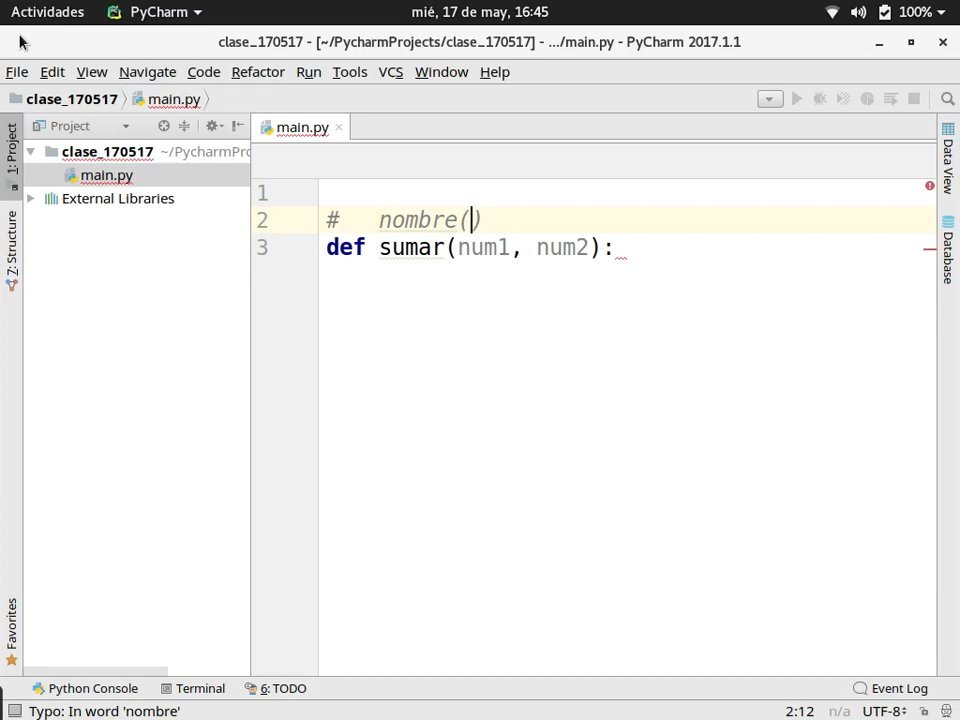 Actividades PyCharm mié, 17 de may, 16:45 100%
clase_170517 - [~/PycharmProjects/clase_170517] - .../main.py - PyCharm 2017.1.1
File Edit View Navigate Code Refactor Run Tools VCS Window Help
clase_170517 main.py
Project main.py
clase_170517 ~/PycharmPro
main.py
External Libraries
1: Project
7: Structure
Favorites
Data View
Database
1
2 # nombre()
3 def sumar(num1, num2):
Python Console Terminal 6: TODO Event Log
Typo: In word 'nombre' 2:12 n/a UTF-8